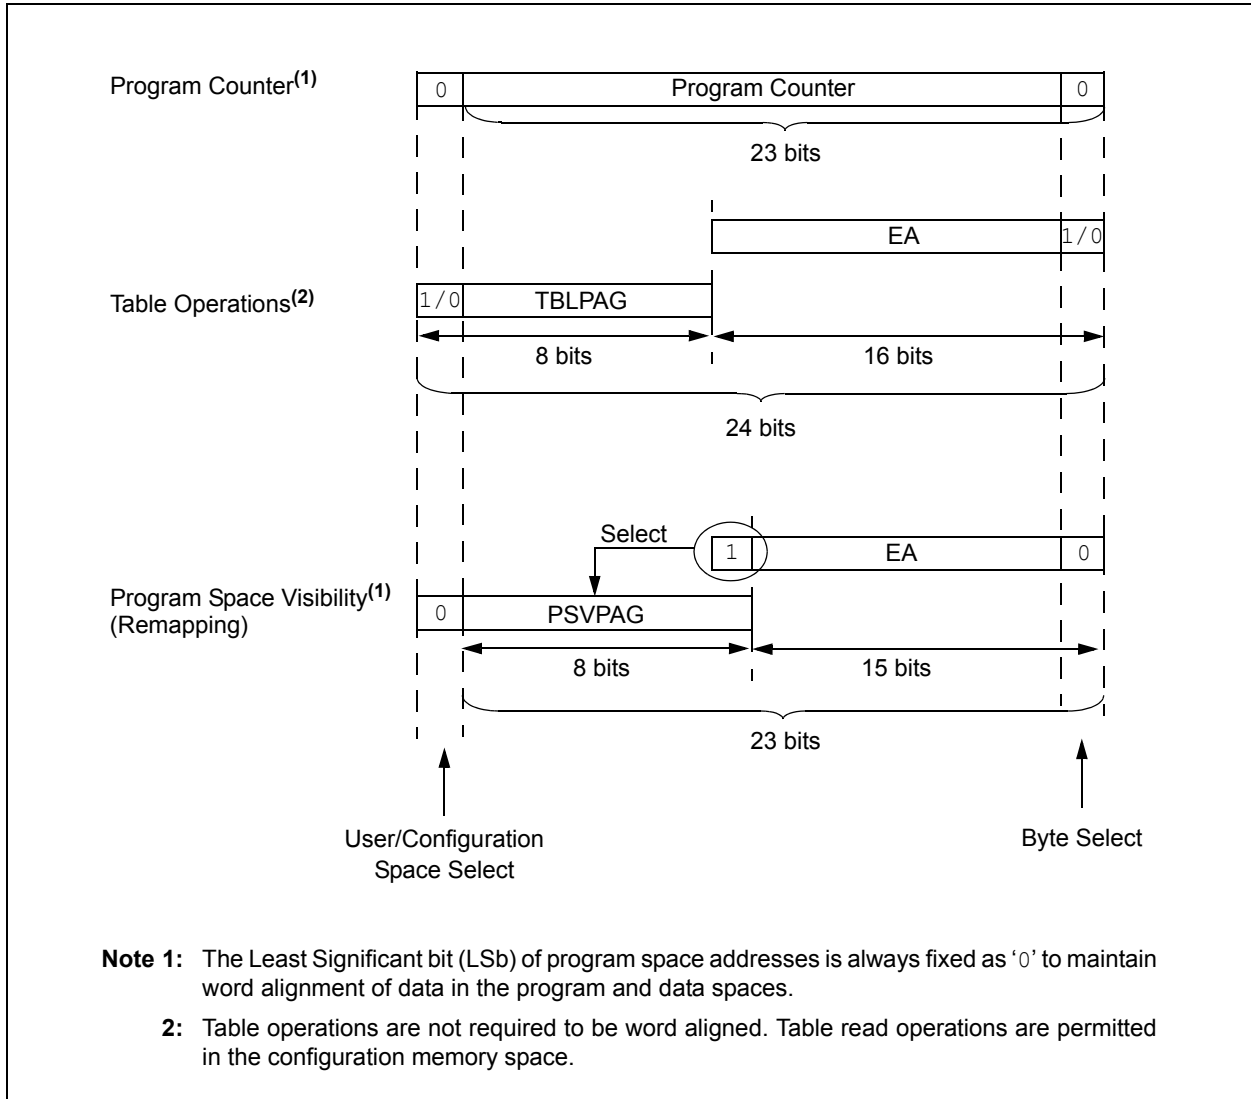 Program Counter(1)
0 Program Counter 0
23 bits
EA 1/0
Table Operations(2)
1/0 TBLPAG
8 bits 16 bits
24 bits
Select
1 EA 0
Program Space Visibility(1)
(Remapping)
0 PSVPAG
8 bits 15 bits
23 bits
User/Configuration
Space Select
Byte Select
Note 1: The Least Significant bit (LSb) of program space addresses is always fixed as ‘0’ to maintain
word alignment of data in the program and data spaces.
2: Table operations are not required to be word aligned. Table read operations are permitted
in the configuration memory space.